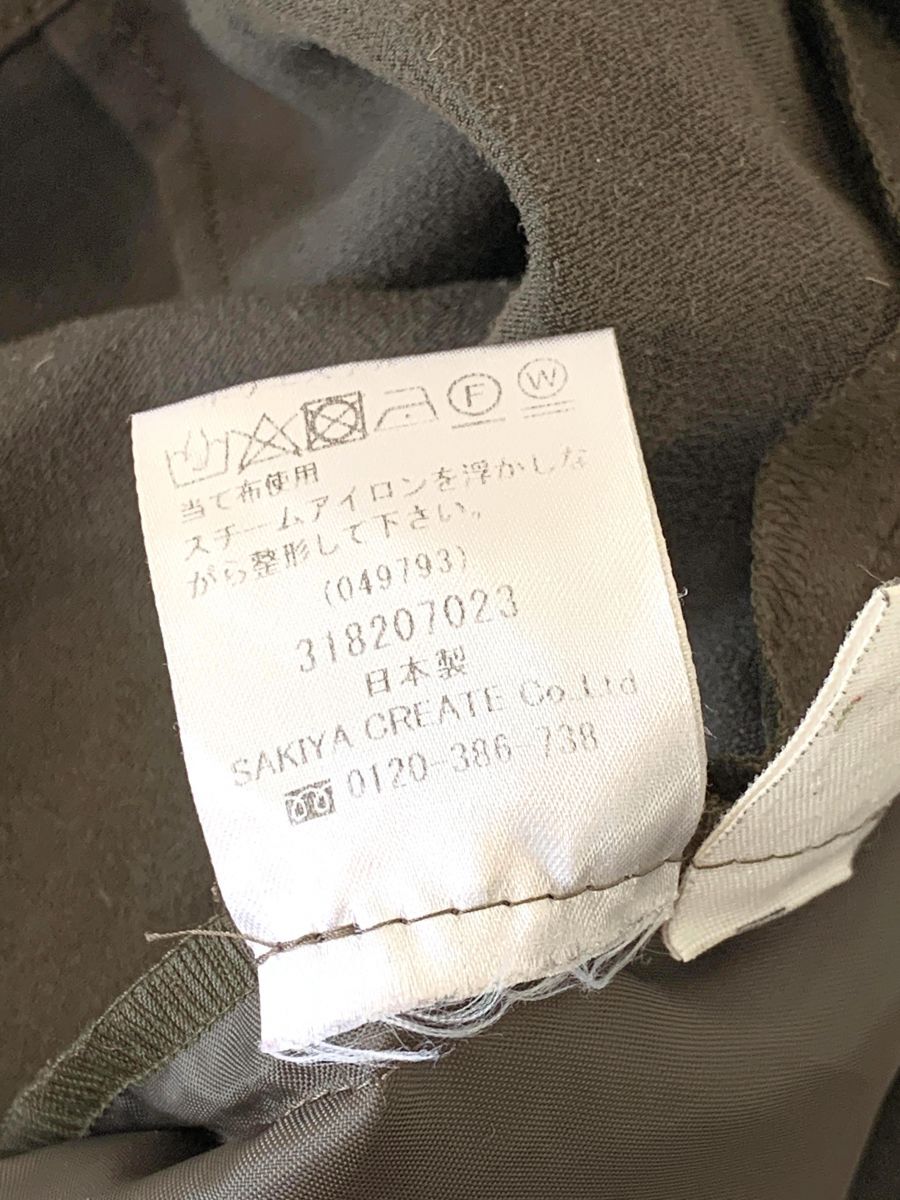 F W
当て布使用
スチームアイロンを浮かしな
がら整形して下さい。
(049793)
318207023
日本製
SAKIYA CREATE Co.Ltd
0120-386-738